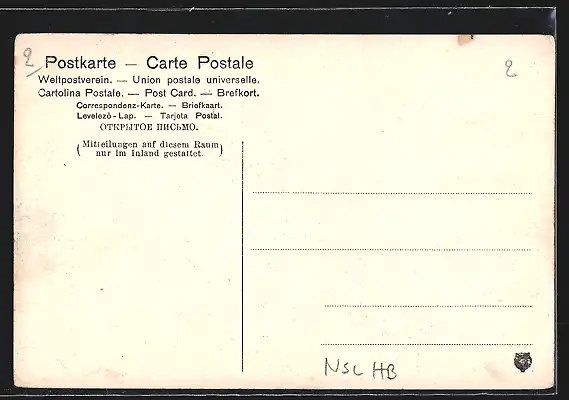 2
Postkarte — Carte Postale
2
Weltpostverein. — Union postale universelle.
Cartolina Postale. — Post Card. — Brefkort.
Correspondenz-Karte. — Briefkaart.
Levelező-Lap. — Tarjeta Postal.
ОТКРЫТОЕ ПИСЬМО.
(Mitteilungen auf diesem Raum
nur im Inland gestattet.)
NSL HB